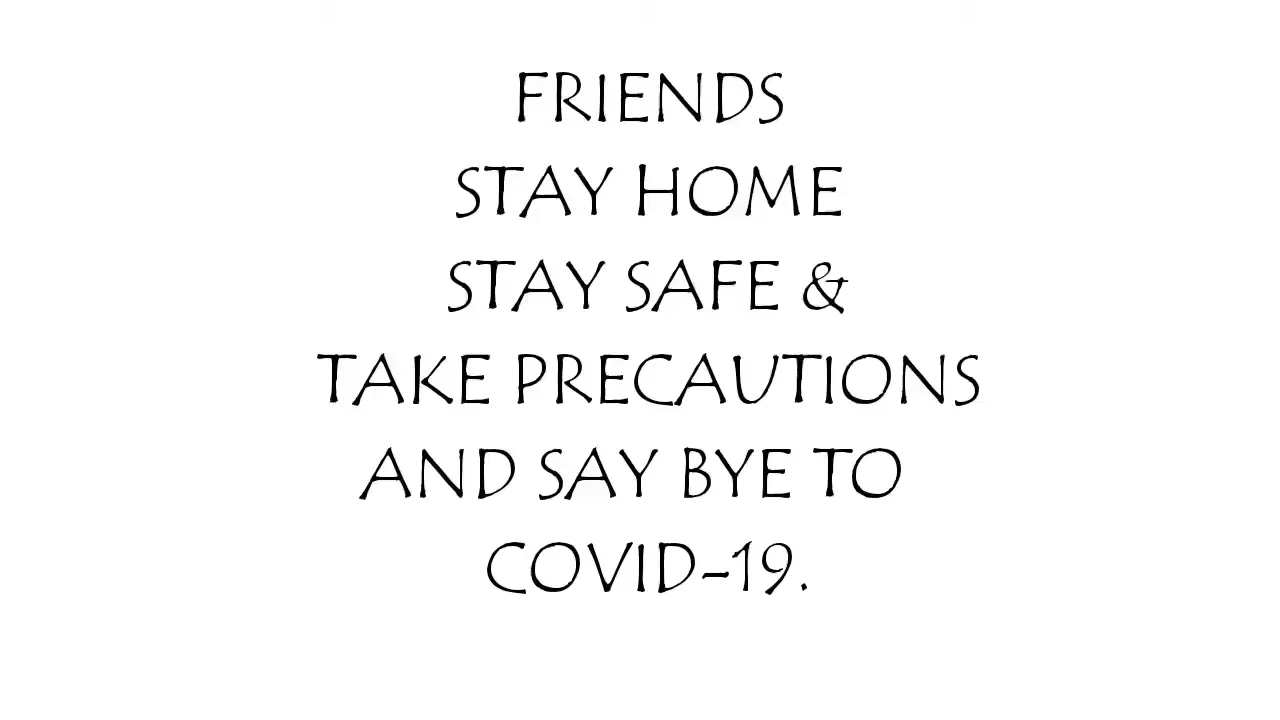 FRIENDS
STAY HOME
STAY SAFE &
TAKE PRECAUTIONS
AND SAY BYE TO
COVID-19.